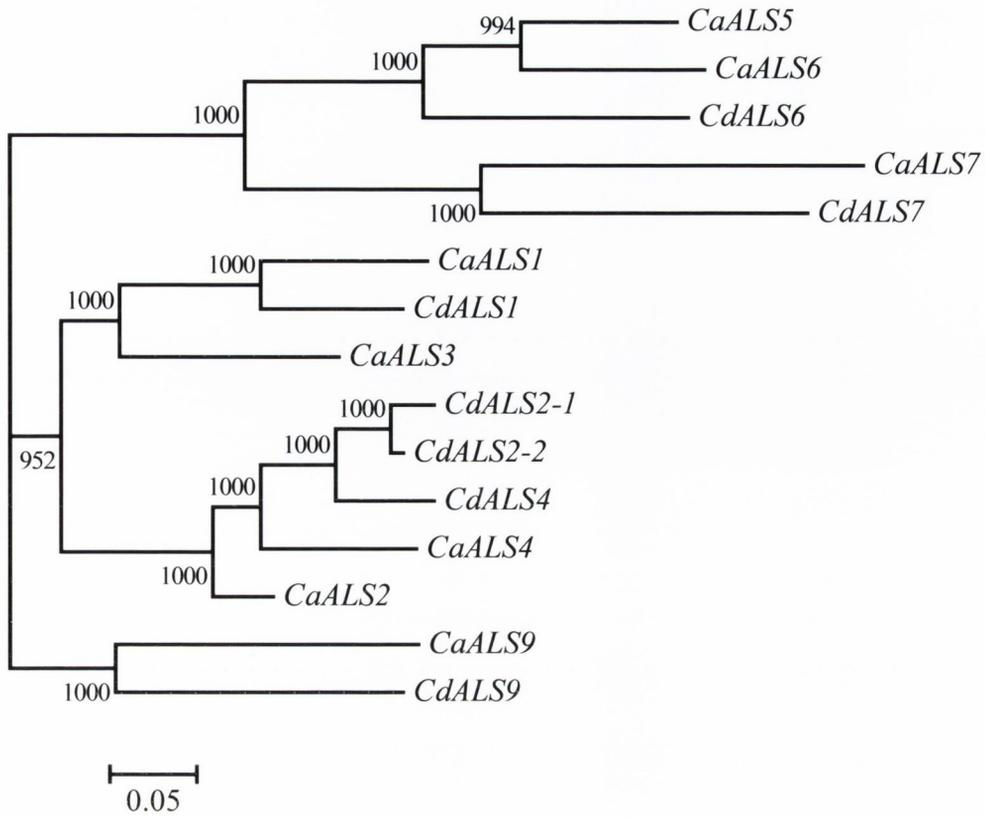 994
CaALS5
1000
CaALS6
1000
CdALS6
CaALS7
1000
CdALS7
1000
CaALS1
1000
CdALS1
CaALS3
1000
CdALS2-1
1000
CdALS2-2
952
1000
CdALS4
CaALS4
1000
CaALS2
CaALS9
1000
CdALS9
0.05